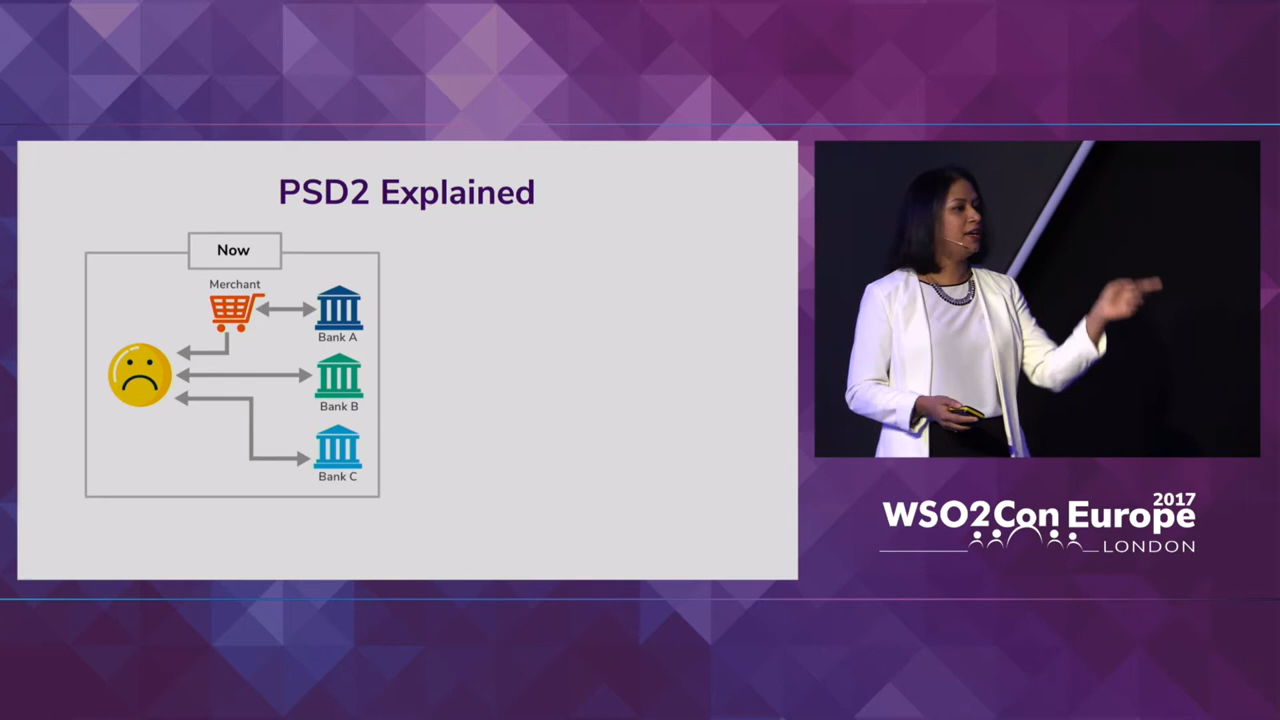 PSD2 Explained
Now
Merchant
Bank A
Bank B
Bank C
2017
WSO2Con Europe
LONDON